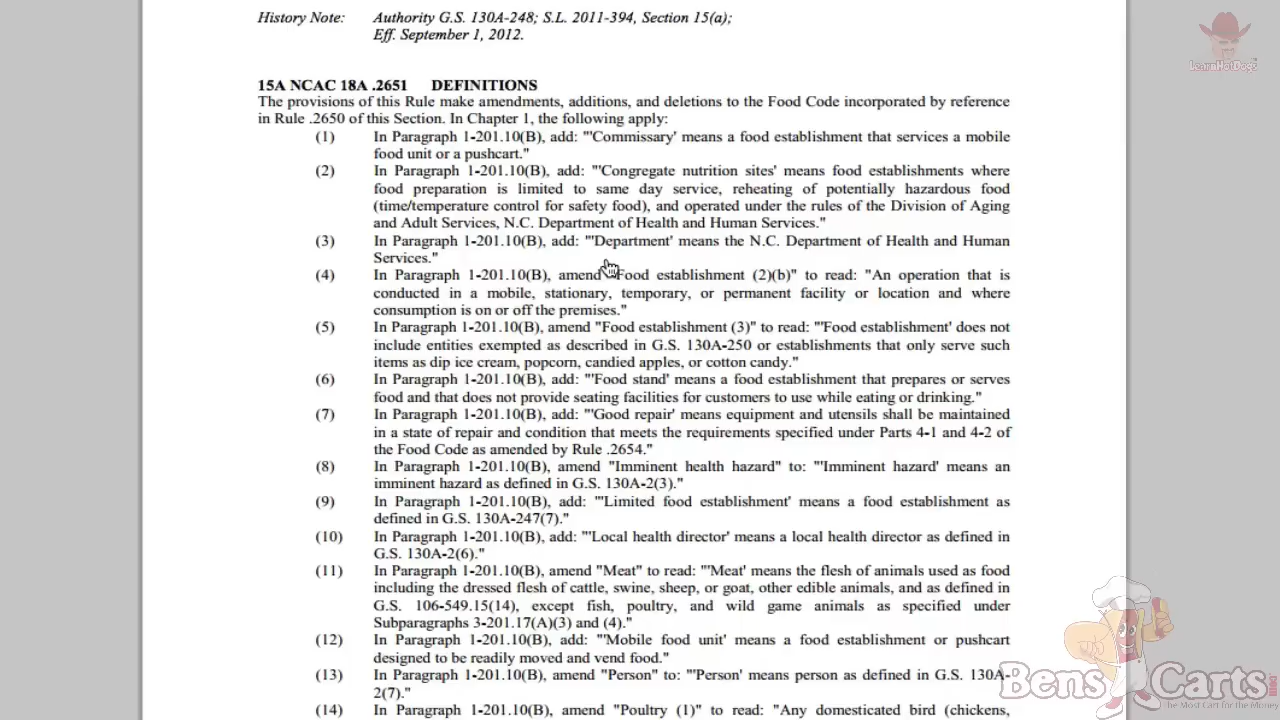 History Note: Authority G.S. 130A-248; S.L. 2011-394, Section 15(a);
Eff. September 1, 2012.
15A NCAC 18A .2651 DEFINITIONS
The provisions of this Rule make amendments, additions, and deletions to the Food Code incorporated by reference
in Rule .2650 of this Section. In Chapter 1, the following apply:
(1) In Paragraph 1-201.10(B), add: "'Commissary' means a food establishment that services a mobile
food unit or a pushcart."
(2) In Paragraph 1-201.10(B), add: "'Congregate nutrition sites' means food establishments where
food preparation is limited to same day service, reheating of potentially hazardous food
(time/temperature control for safety food), and operated under the rules of the Division of Aging
and Adult Services, N.C. Department of Health and Human Services."
(3) In Paragraph 1-201.10(B), add: "'Department' means the N.C. Department of Health and Human
Services."
(4) In Paragraph 1-201.10(B), amend "Food establishment (2)(b)" to read: "An operation that is
conducted in a mobile, stationary, temporary, or permanent facility or location and where
consumption is on or off the premises."
(5) In Paragraph 1-201.10(B), amend "Food establishment (3)" to read: "'Food establishment' does not
include entities exempted as described in G.S. 130A-250 or establishments that only serve such
items as dip ice cream, popcorn, candied apples, or cotton candy."
(6) In Paragraph 1-201.10(B), add: "'Food stand' means a food establishment that prepares or serves
food and that does not provide seating facilities for customers to use while eating or drinking."
(7) In Paragraph 1-201.10(B), add: "'Good repair' means equipment and utensils shall be maintained
in a state of repair and condition that meets the requirements specified under Parts 4-1 and 4-2 of
the Food Code as amended by Rule .2654."
(8) In Paragraph 1-201.10(B), amend "Imminent health hazard" to: "'Imminent hazard' means an
imminent hazard as defined in G.S. 130A-2(3)."
(9) In Paragraph 1-201.10(B), add: "'Limited food establishment' means a food establishment as
defined in G.S. 130A-247(7)."
(10) In Paragraph 1-201.10(B), add: "'Local health director' means a local health director as defined in
G.S. 130A-2(6)."
(11) In Paragraph 1-201.10(B), amend "Meat" to read: "'Meat' means the flesh of animals used as food
including the dressed flesh of cattle, swine, sheep, or goat, other edible animals, and as defined in
G.S. 106-549.15(14), except fish, poultry, and wild game animals as specified under
Subparagraphs 3-201.17(A)(3) and (4)."
(12) In Paragraph 1-201.10(B), add: "'Mobile food unit' means a food establishment or pushcart
designed to be readily moved and vend food."
(13) In Paragraph 1-201.10(B), amend "Person" to: "'Person' means person as defined in G.S. 130A-
2(7)."
(14) In Paragraph 1-201.10(B), amend "Poultry (1)" to read: "Any domesticated bird (chickens,
LearnHotDogs
BensCarts
.com
The Most Cart for the Money